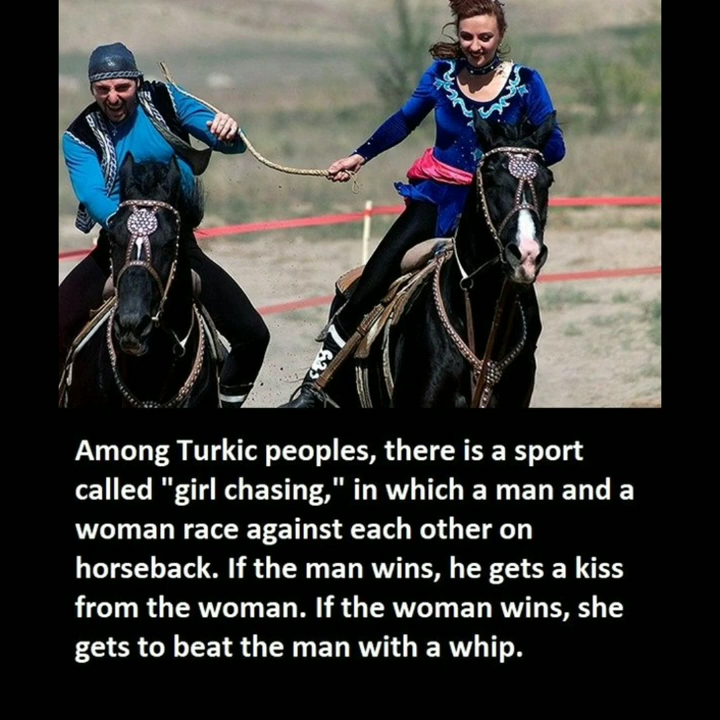 Among Turkic peoples, there is a sport
called "girl chasing," in which a man and a
woman race against each other on
horseback. If the man wins, he gets a kiss
from the woman. If the woman wins, she
gets to beat the man with a whip.